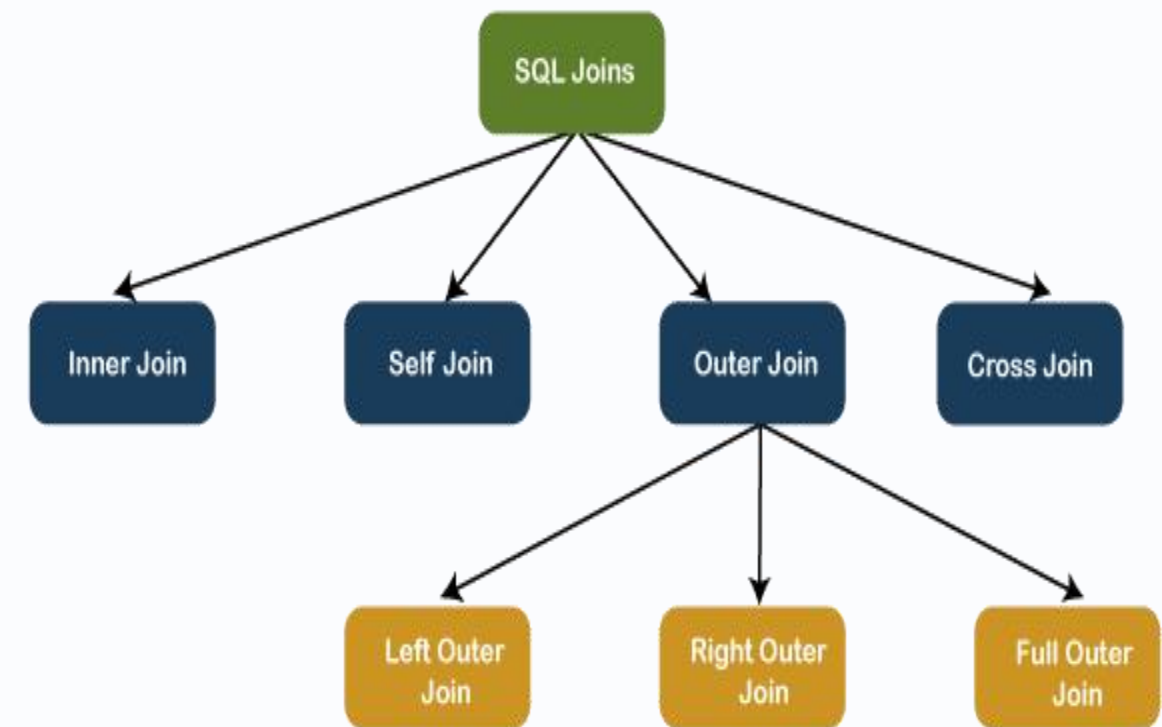 SQL Joins
Inner Join
Self Join
Outer Join
Cross Join
Left Outer
Join
Right Outer
Join
Full Outer
Join